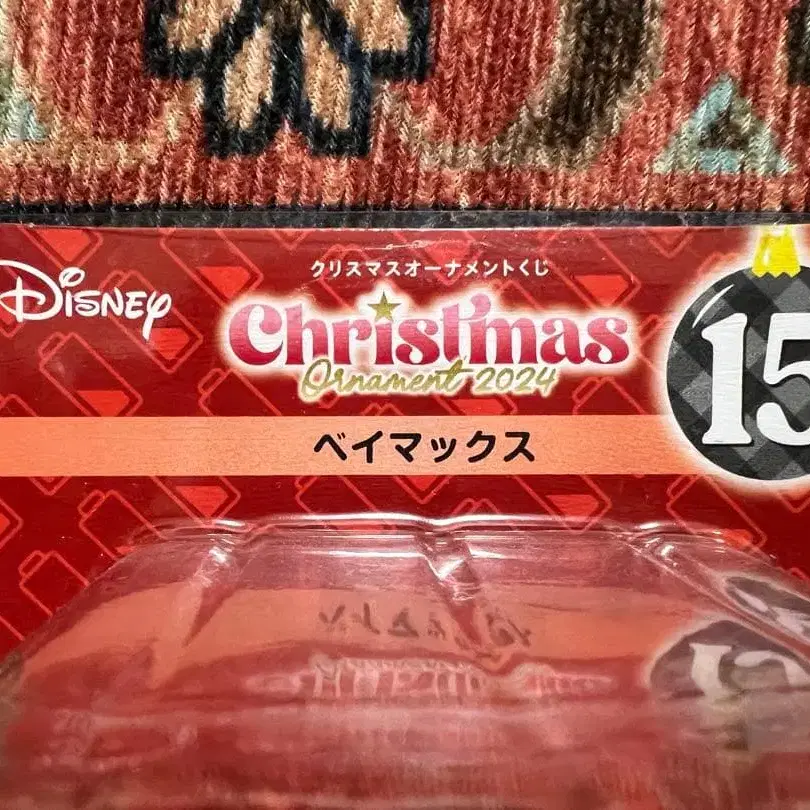 Disney
クリスマスオーナメントくじ
Christmas
Ornament 2024
15
ベイマックス